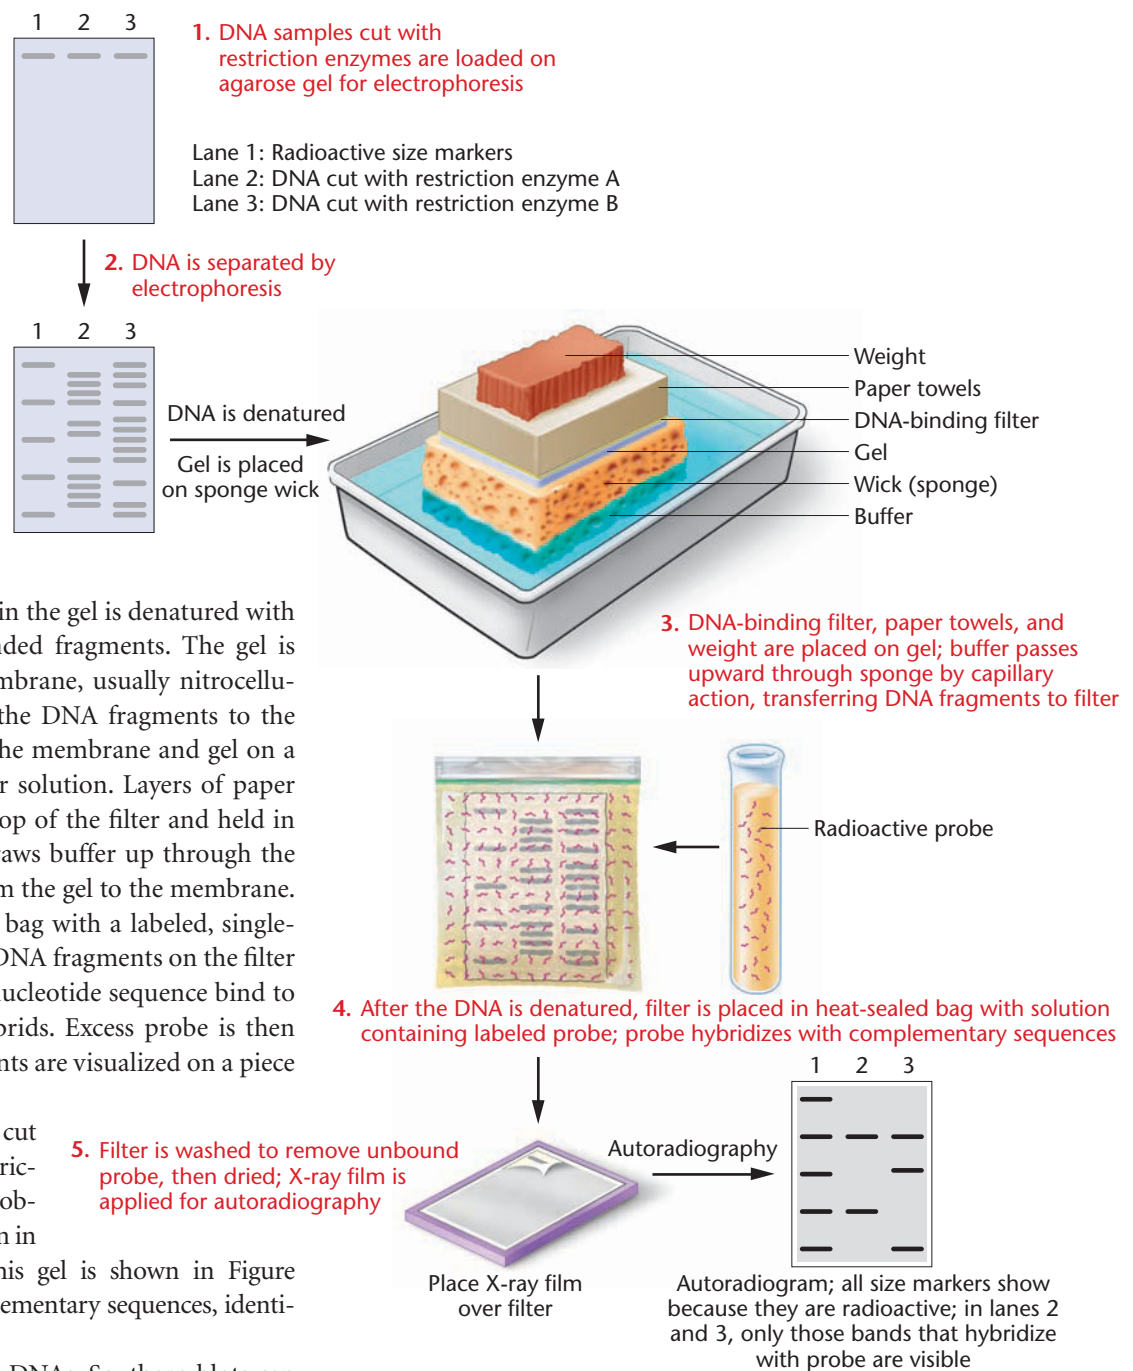 1 2 3
1. DNA samples cut with
restriction enzymes are loaded on
agarose gel for electrophoresis
Lane 1: Radioactive size markers
Lane 2: DNA cut with restriction enzyme A
Lane 3: DNA cut with restriction enzyme B
2. DNA is separated by
electrophoresis
1 2 3
DNA is denatured
Gel is placed
on sponge wick
Weight
Paper towels
DNA-binding filter
Gel
Wick (sponge)
Buffer
in the gel is denatured with
nded fragments. The gel is
mbrane, usually nitrocellu-
the DNA fragments to the
he membrane and gel on a
r solution. Layers of paper
op of the filter and held in
raws buffer up through the
m the gel to the membrane.
bag with a labeled, single-
DNA fragments on the filter
nucleotide sequence bind to
brids. Excess probe is then
nts are visualized on a piece
3. DNA-binding filter, paper towels, and
weight are placed on gel; buffer passes
upward through sponge by capillary
action, transferring DNA fragments to filter
Radioactive probe
4. After the DNA is denatured, filter is placed in heat-sealed bag with solution
containing labeled probe; probe hybridizes with complementary sequences
cut
ric-
ob-
n in
his gel is shown in Figure
lementary sequences, identi-
5. Filter is washed to remove unbound
probe, then dried; X-ray film is
applied for autoradiography
Place X-ray film
over filter
Autoradiography
1 2 3
Autoradiogram; all size markers show
because they are radioactive; in lanes 2
and 3, only those bands that hybridize
with probe are visible